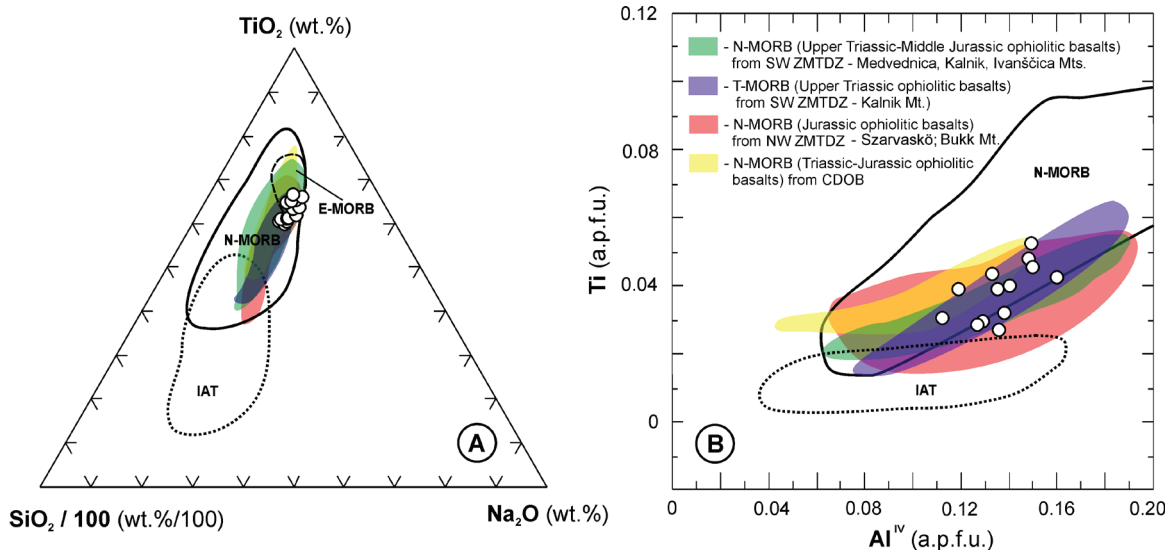 TiO₂ (wt.%)
E-MORB
N-MORB
IAT
A
SiO₂ / 100 (wt.%/100)
Na₂O (wt.%)
0.12
0.08
0.04
0
Ti (a.p.f.u.)
- N-MORB (Upper Triassic-Middle Jurassic ophiolitic basalts)
from SW ZMTDZ - Medvednica, Kalnik, Ivanščica Mts.
- T-MORB (Upper Triassic ophiolitic basalts)
from SW ZMTDZ - Kalnik Mt.)
- N-MORB (Jurassic ophiolitic basalts)
from NW ZMTDZ - Szarvaskö; Bukk Mt.
- N-MORB (Triassic-Jurassic ophiolitic
basalts) from CDOB
N-MORB
IAT
B
0
0.04
0.08
0.12
0.16
0.20
Al^IV (a.p.f.u.)